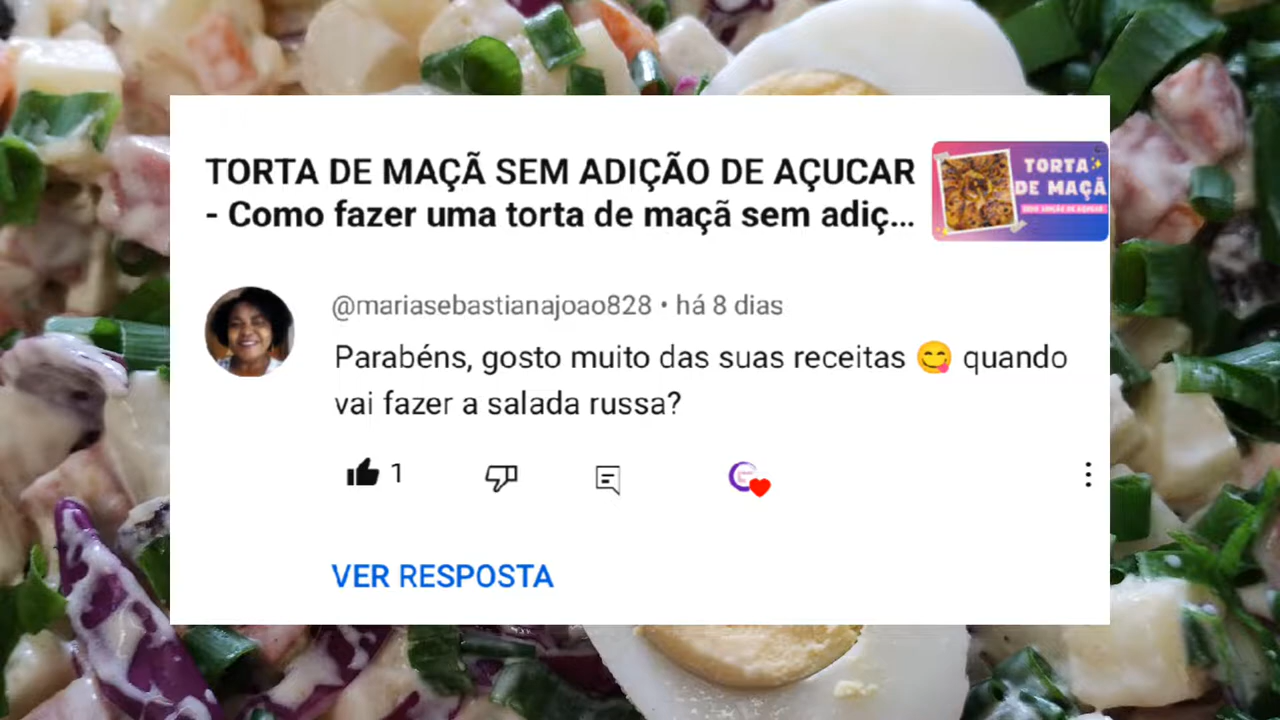 TORTA DE MAÇÃ SEM ADIÇÃO DE AÇUCAR
- Como fazer uma torta de maçã sem adiç...
TORTA
DE MAÇÃ
SEM ADIÇÃO DE AÇUCAR
@mariasebastianajoao828 • há 8 dias
Parabéns, gosto muito das suas receitas 😋 quando
vai fazer a salada russa?
1
VER RESPOSTA